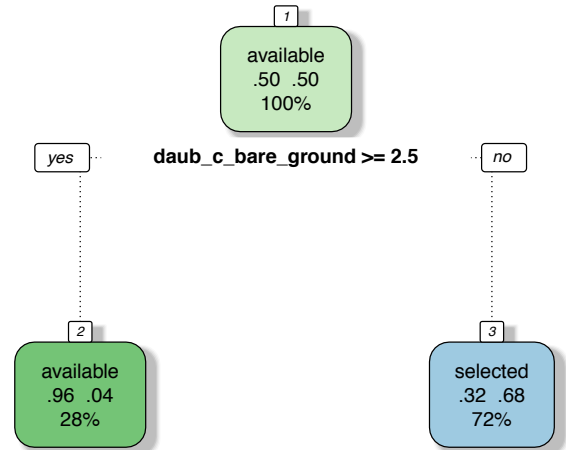 1
available
.50 .50
100%
yes
daub_c_bare_ground >= 2.5
no
2
available
.96 .04
28%
3
selected
.32 .68
72%